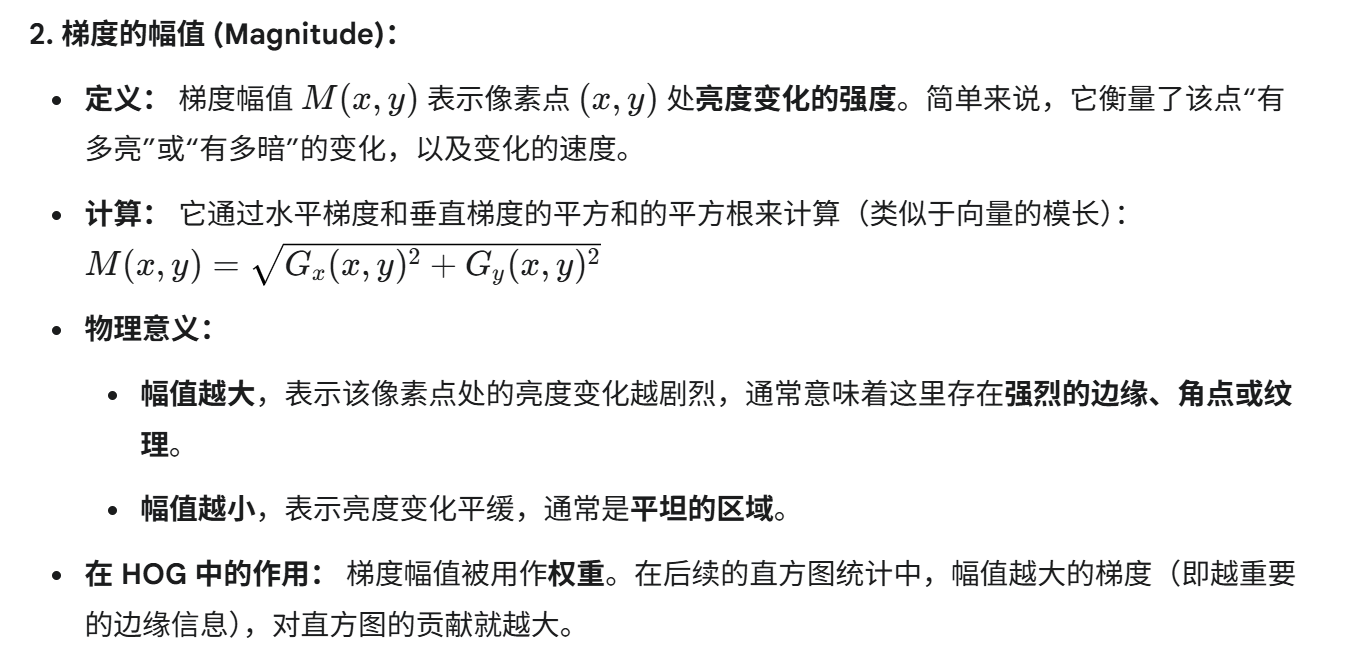 2. 梯度的幅值 (Magnitude)：
• 定义： 梯度幅值 M(x, y) 表示像素点 (x, y) 处亮度变化的强度。简单来说，它衡量了该点“有
多亮”或“有多暗”的变化，以及变化的速度。
• 计算： 它通过水平梯度和垂直梯度的平方和的平方根来计算（类似于向量的模长）：
M(x, y) = √(Gₓ(x, y)² + Gᵧ(x, y)²)
• 物理意义：
• 幅值越大，表示该像素点处的亮度变化越剧烈，通常意味着这里存在强烈的边缘、角点或纹
理。
• 幅值越小，表示亮度变化平缓，通常是平坦的区域。
• 在 HOG 中的作用： 梯度幅值被用作权重。在后续的直方图统计中，幅值越大的梯度（即越重要
的边缘信息），对直方图的贡献就越大。